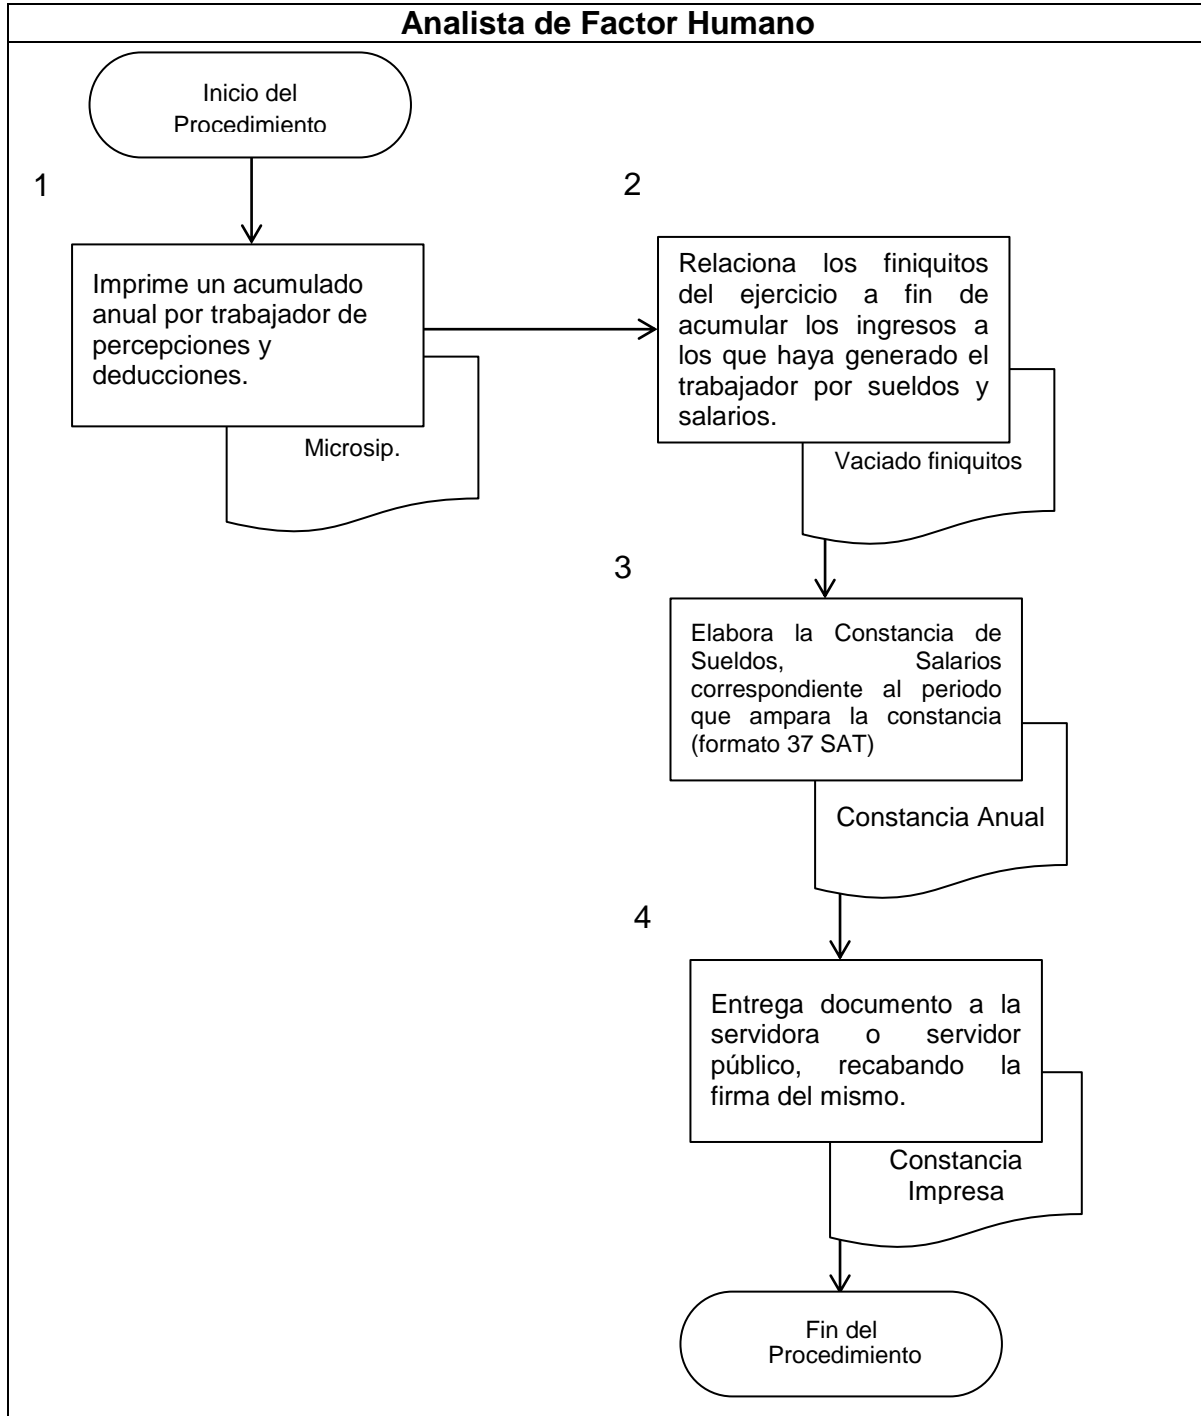 Analista de Factor Humano
Inicio del
Procedimiento
1
Imprime un acumulado
anual por trabajador de
percepciones y
deducciones.
Microsip.
2
Relaciona los finiquitos
del ejercicio a fin de
acumular los ingresos a
los que haya generado el
trabajador por sueldos y
salarios.
Vaciado finiquitos
3
Elabora la Constancia de
Sueldos, Salarios
correspondiente al periodo
que ampara la constancia
(formato 37 SAT)
Constancia Anual
4
Entrega documento a la
servidora o servidor
público, recabando la
firma del mismo.
Constancia
Impresa
Fin del
Procedimiento